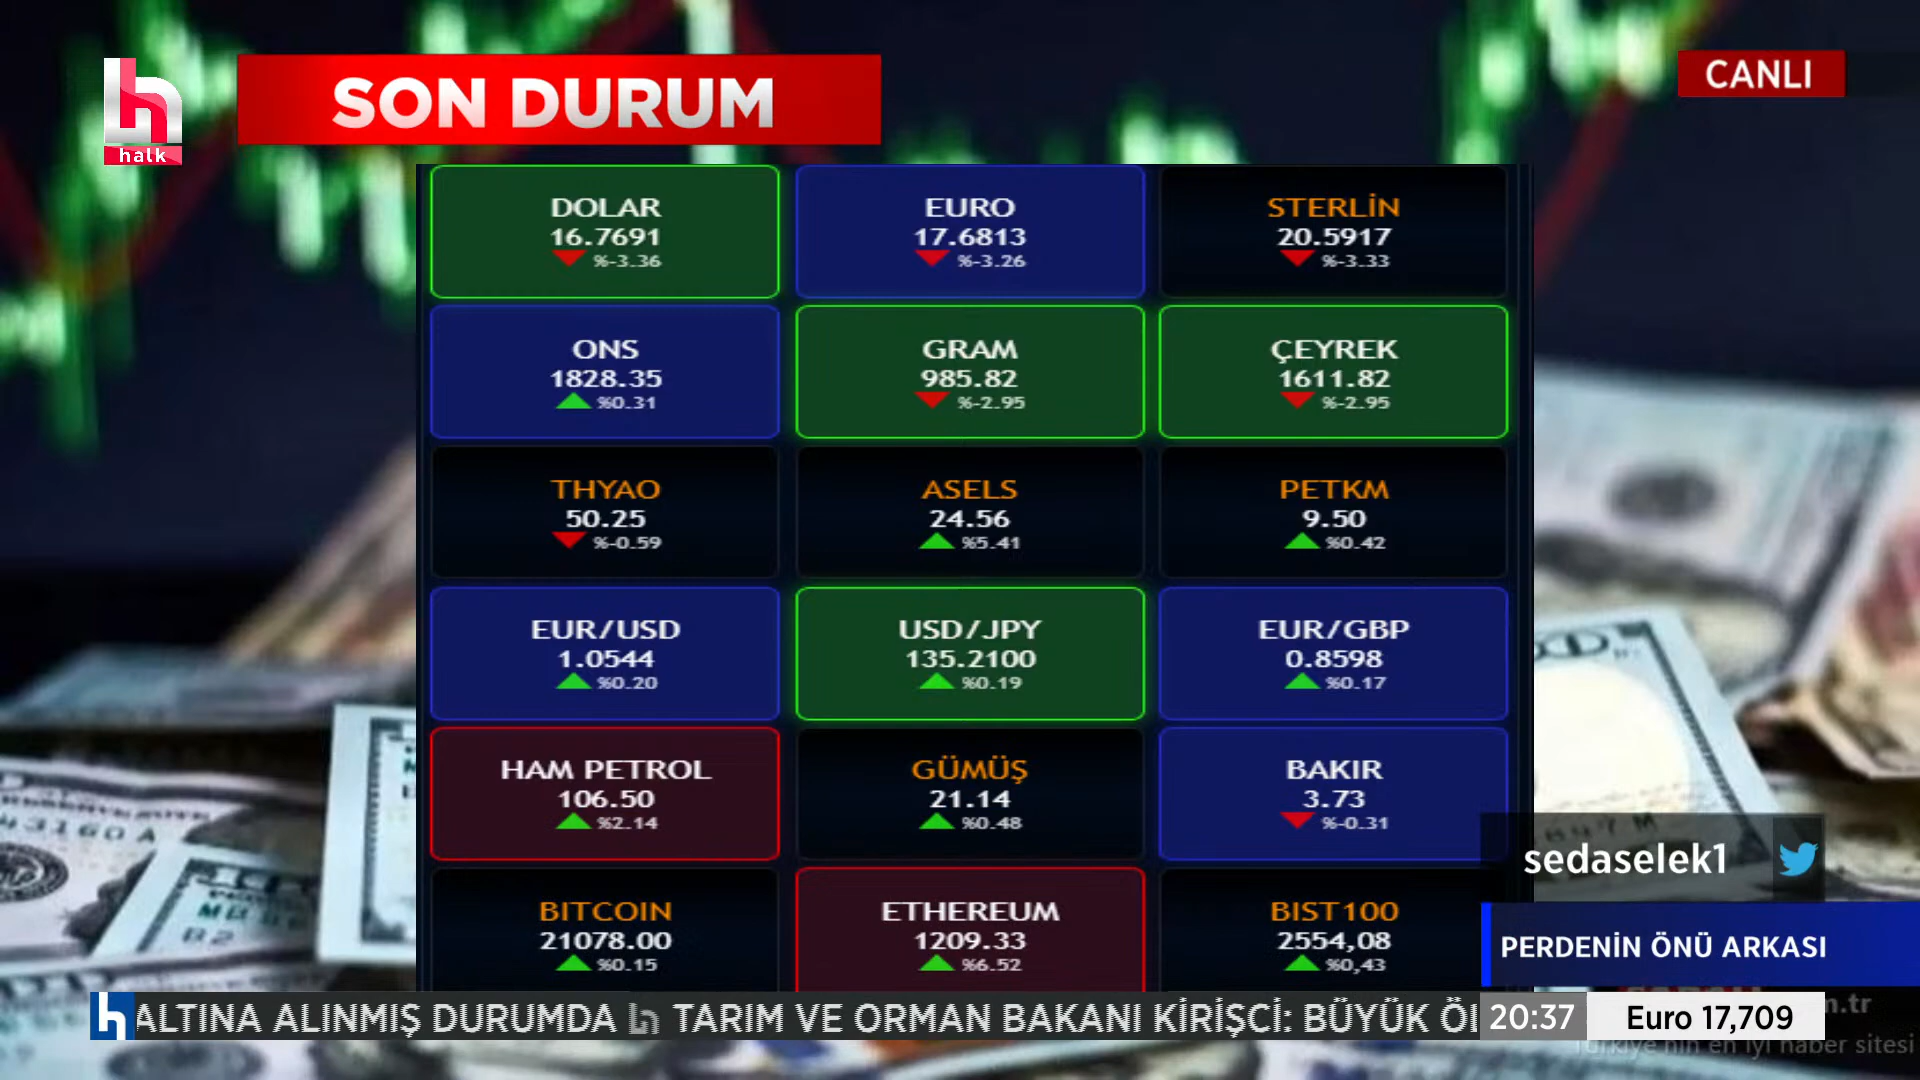 halk
SON DURUM
CANLI
DOLAR
16.7691
%-3.36
EURO
17.6813
%-3.26
STERLİN
20.5917
%-3.33
ONS
1828.35
%0.31
GRAM
985.82
%-2.95
ÇEYREK
1611.82
%-2.95
THYAO
50.25
%-0.59
ASELS
24.56
%5.41
PETKM
9.50
%0.42
EUR/USD
1.0544
%0.20
USD/JPY
135.2100
%0.19
EUR/GBP
0.8598
%0.17
HAM PETROL
106.50
%2.14
GÜMÜŞ
21.14
%0.48
BAKIR
3.73
%-0.31
BITCOIN
21078.00
%0.15
ETHEREUM
1209.33
%6.52
BIST100
2554,08
%0,43
sedaselek1
PERDENİN ÖNÜ ARKASI
ALTINA ALINMIŞ DURUMDA TARIM VE ORMAN BAKANI KİRİŞCİ: BÜYÜK
20:37
Euro 17,709
Türkiye'nin en iyi haber sitesi